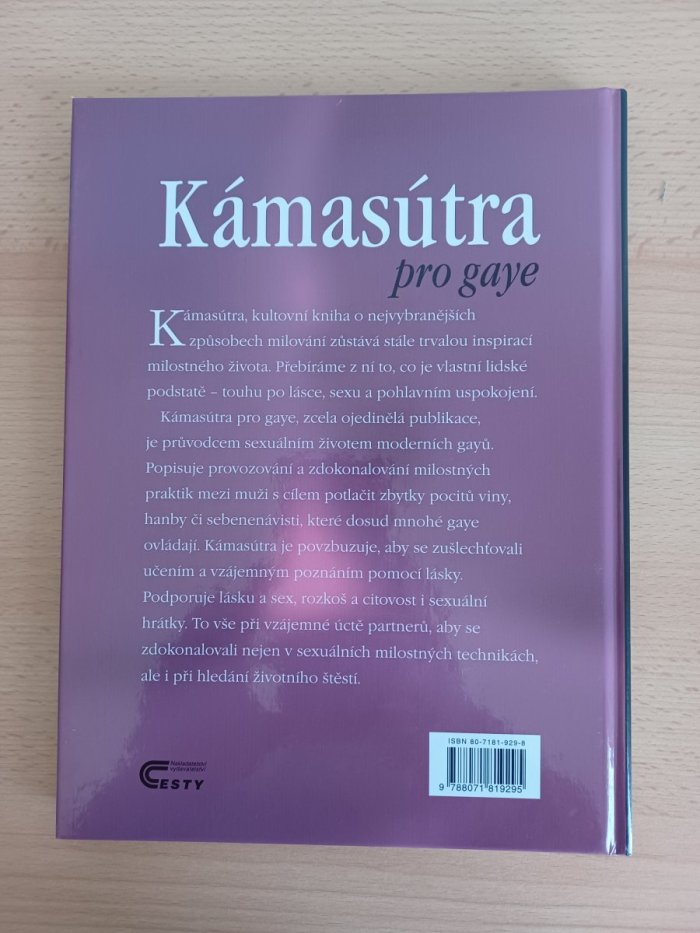 Kámasútra
pro gaye
Kámasútra, kultovní kniha o nejvybranějších
způsobech milování zůstává stále trvalou inspirací
milostného života. Přebíráme z ní to, co je vlastní lidské
podstatě – touhu po lásce, sexu a pohlavním uspokojení.
Kámasútra pro gaye, zcela ojedinělá publikace,
je průvodcem sexuálním životem moderních gayů.
Popisuje provozování a zdokonalování milostných
praktik mezi muži s cílem potlačit zbytky pocitů viny,
hanby či sebenenávisti, které dosud mnohé gaye
ovládají. Kámasútra je povzbuzuje, aby se zušlechťovali
učením a vzájemným poznáním pomocí lásky.
Podporuje lásku a sex, rozkoš a citovost i sexuální
hrátky. To vše při vzájemné úctě partnerů, aby se
zdokonalovali nejen v sexuálních milostných technikách,
ale i při hledání životního štěstí.
Nakladatelství
vydavatelství
CESTY
ISBN 80-7181-929-8
9 788071 819295